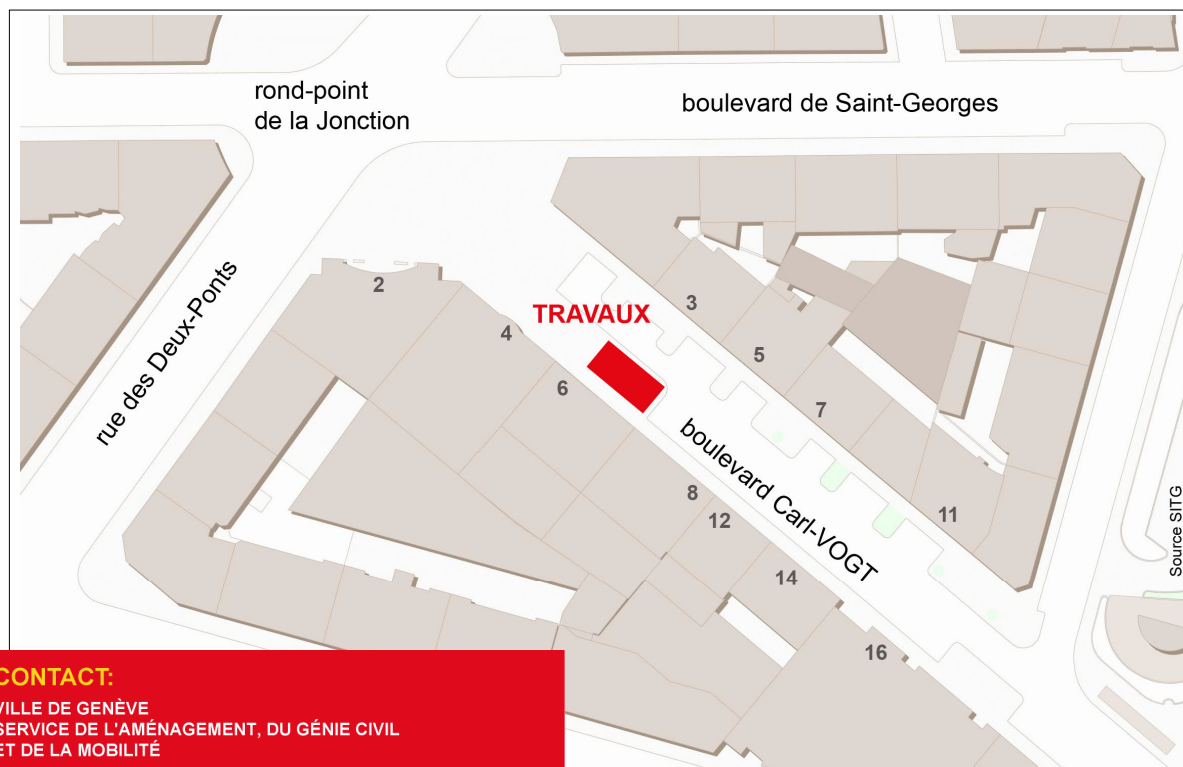 rond-point
de la Jonction
boulevard de Saint-Georges
rue des Deux-Ponts
2
4
TRAVAUX
3
6
5
7
boulevard Carl-VOGT
8
12
11
14
16
Source SITG
CONTACT:
VILLE DE GENÈVE
SERVICE DE L'AMÉNAGEMENT, DU GÉNIE CIVIL
ET DE LA MOBILITÉ